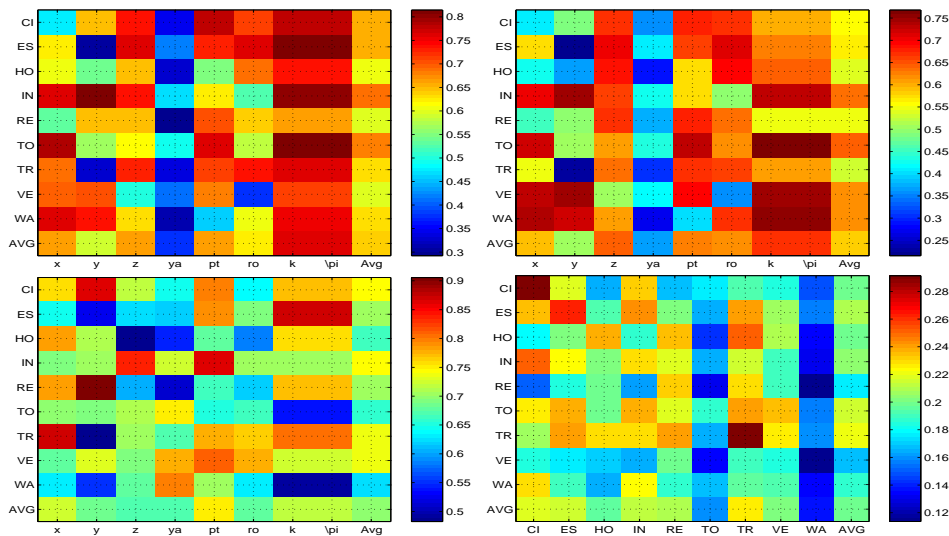 CI
ES
HO
IN
RE
TO
TR
VE
WA
AVG
x y z ya pt ro k \pi Avg
0.8
0.75
0.7
0.65
0.6
0.55
0.5
0.45
0.4
0.35
0.3
CI
ES
HO
IN
RE
TO
TR
VE
WA
AVG
x y z ya pt ro k \pi Avg
0.75
0.7
0.65
0.6
0.55
0.5
0.45
0.4
0.35
0.3
0.25
CI
ES
HO
IN
RE
TO
TR
VE
WA
AVG
x y z ya pt ro k \pi Avg
0.9
0.85
0.8
0.75
0.7
0.65
0.6
0.55
0.5
CI
ES
HO
IN
RE
TO
TR
VE
WA
AVG
CI ES HO IN RE TO TR VE WA AVG
0.28
0.26
0.24
0.22
0.2
0.18
0.16
0.14
0.12